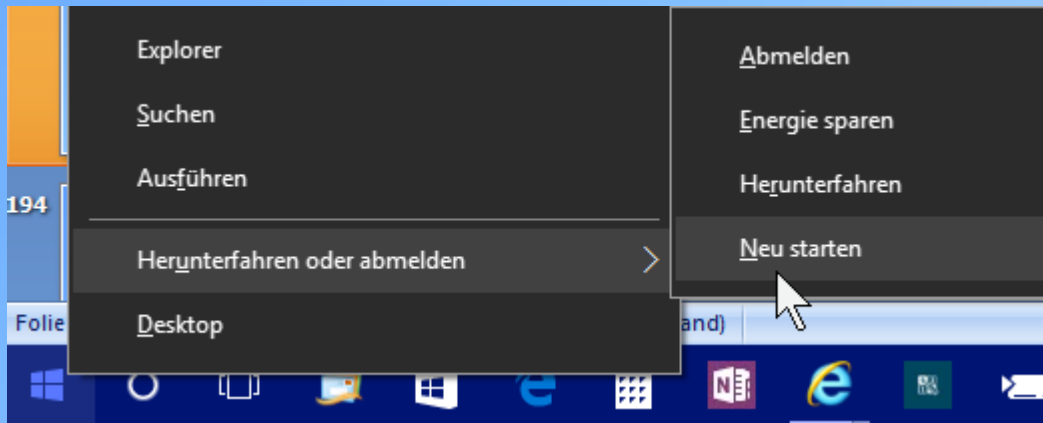 Explorer
Suchen
Ausführen
Herunterfahren oder abmelden
Desktop
Abmelden
Energie sparen
Herunterfahren
Neu starten
194
Folie
and)
N